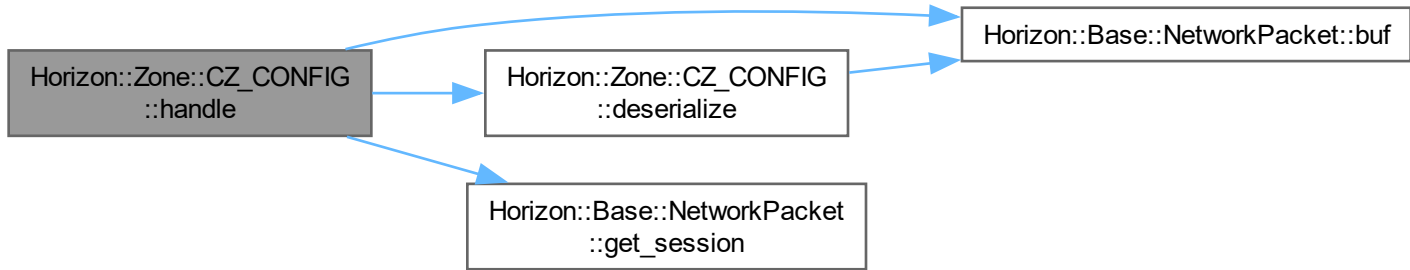 Horizon::Zone::CZ_CONFIG
::handle
Horizon::Zone::CZ_CONFIG
::deserialize
Horizon::Base::NetworkPacket::buf
Horizon::Base::NetworkPacket
::get_session